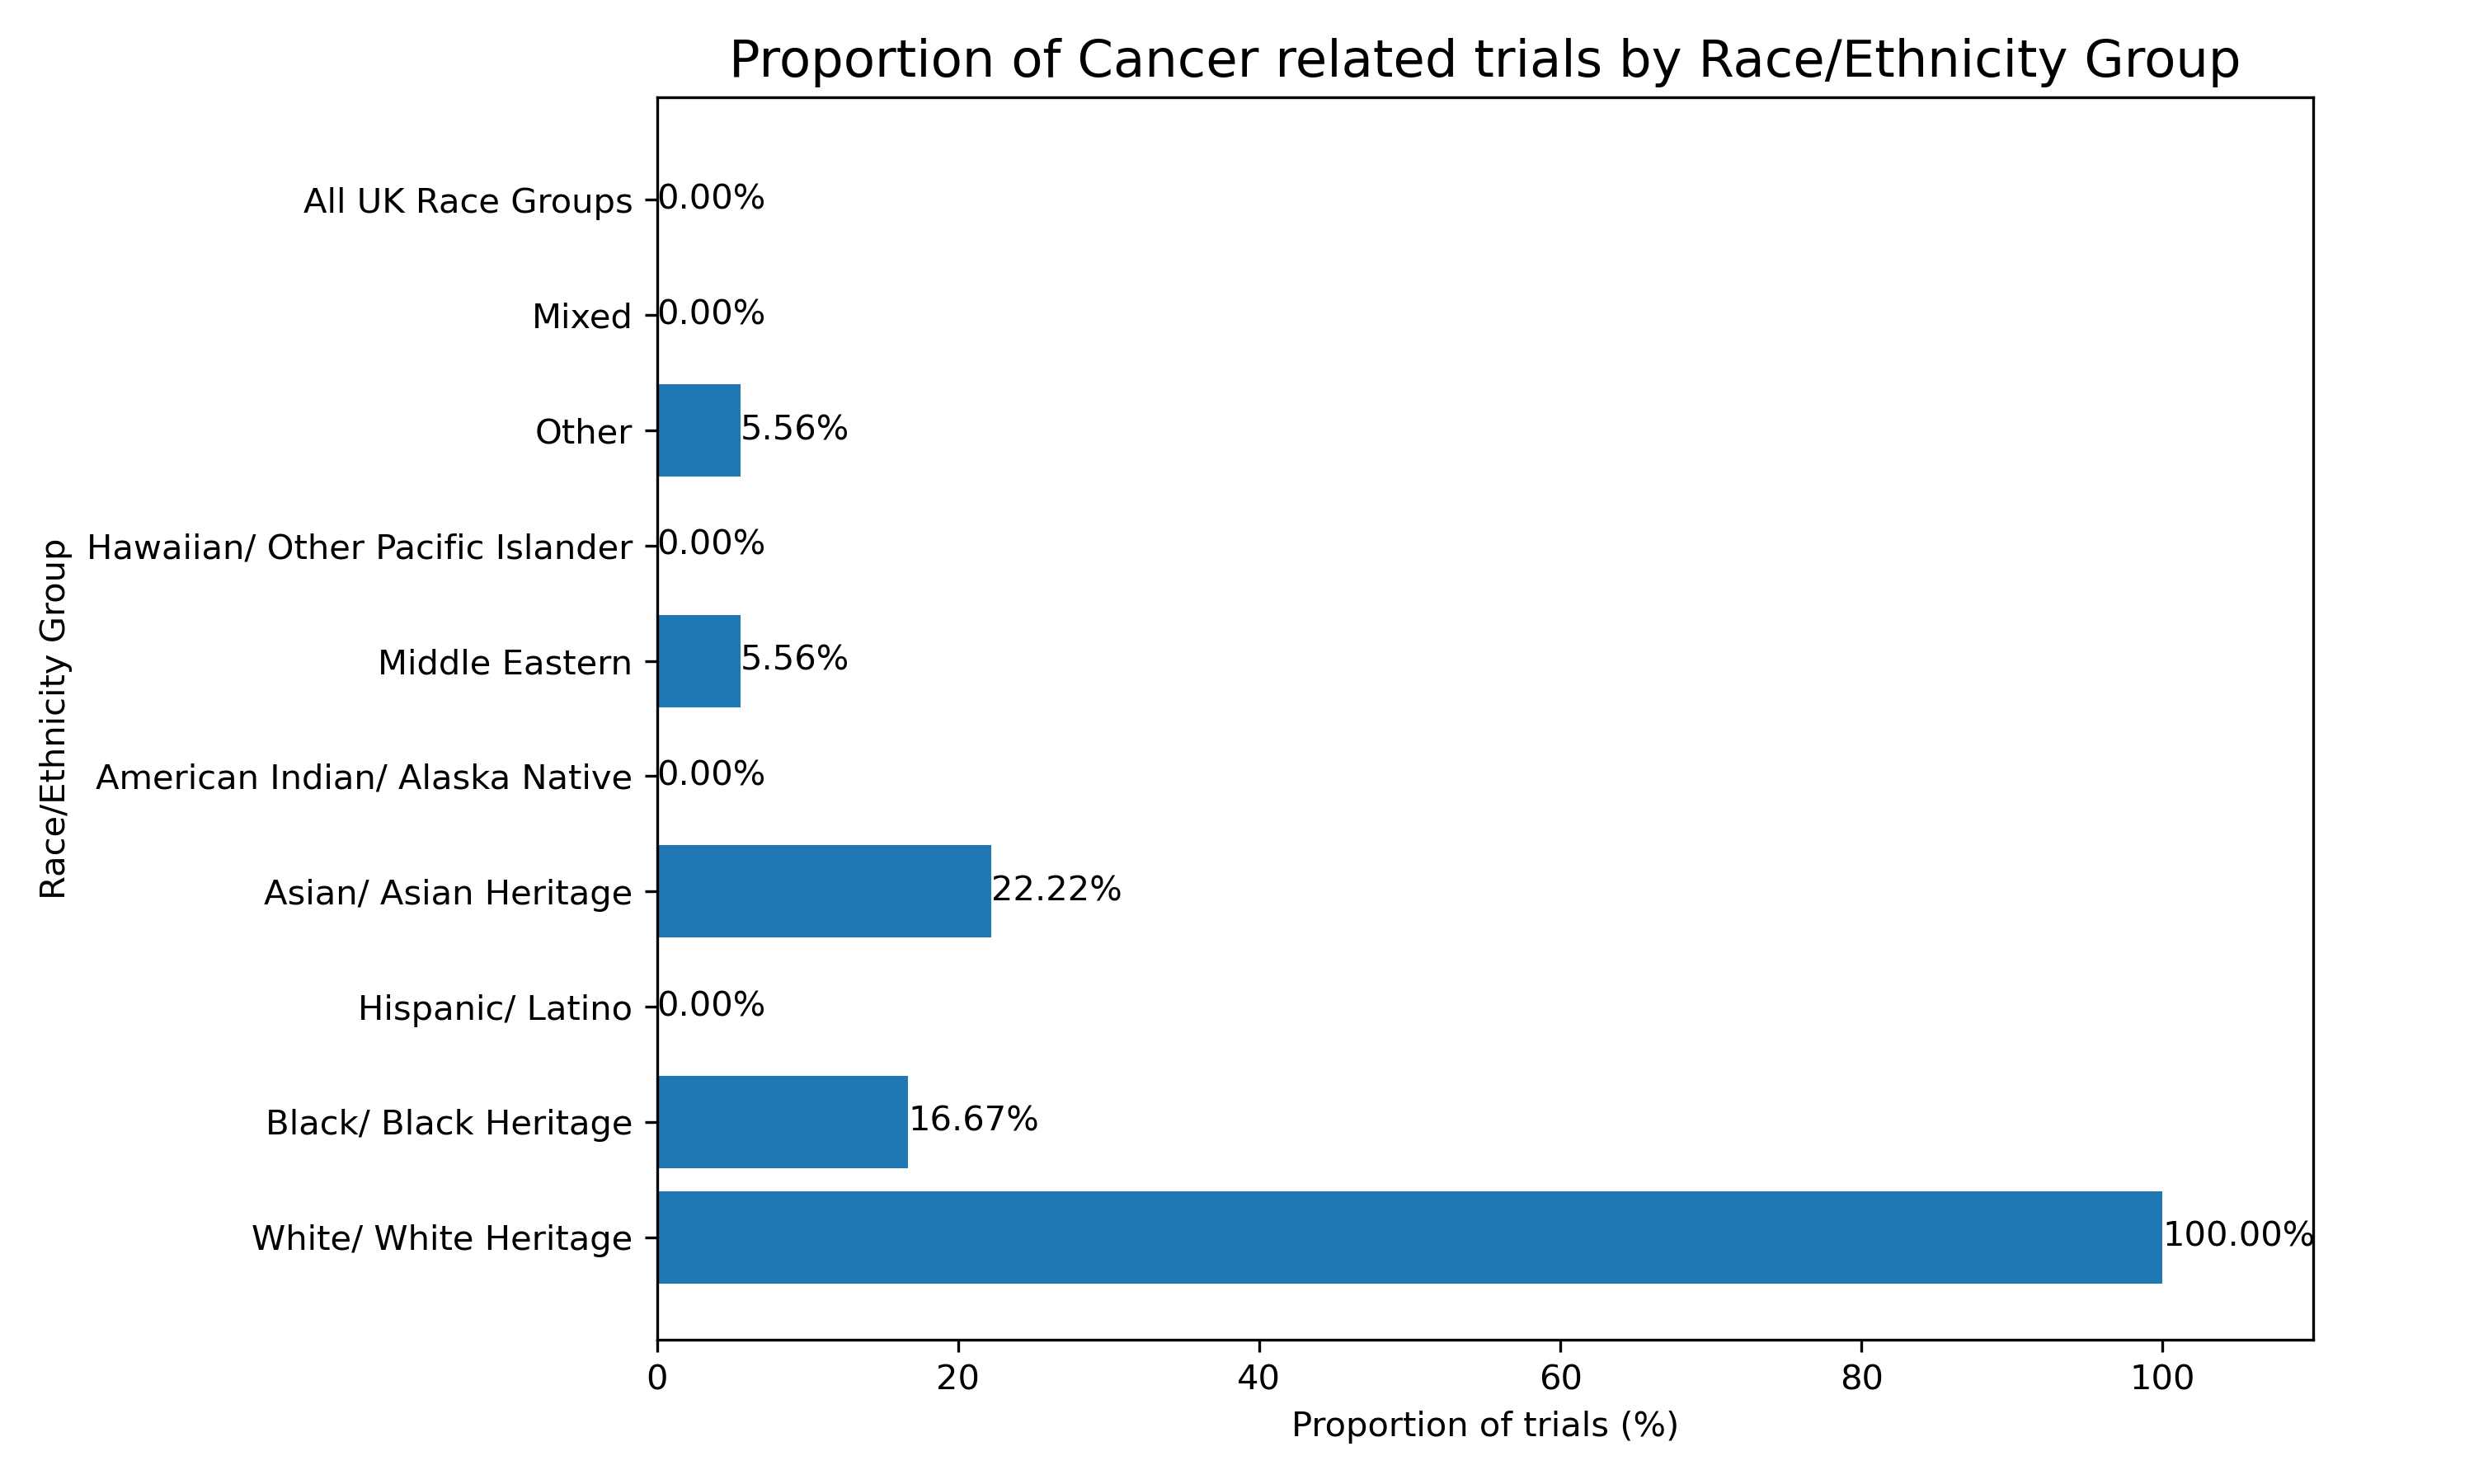 Proportion of Cancer related trials by Race/Ethnicity Group
Race/Ethnicity Group
All UK Race Groups 0.00%
Mixed 0.00%
Other 5.56%
Hawaiian/ Other Pacific Islander 0.00%
Middle Eastern 5.56%
American Indian/ Alaska Native 0.00%
Asian/ Asian Heritage 22.22%
Hispanic/ Latino 0.00%
Black/ Black Heritage 16.67%
White/ White Heritage 100.00%
0 20 40 60 80 100
Proportion of trials (%)